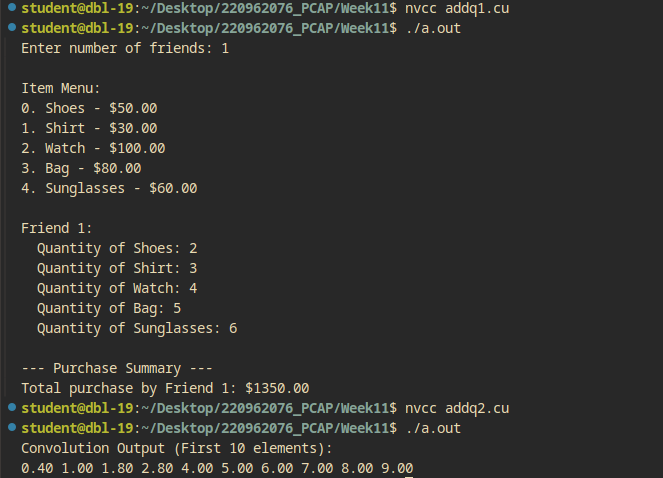 student@dbl-19:~/Desktop/220962076_PCAP/Week11$ nvcc addq1.cu
student@dbl-19:~/Desktop/220962076_PCAP/Week11$ ./a.out
Enter number of friends: 1
Item Menu:
0. Shoes - $50.00
1. Shirt - $30.00
2. Watch - $100.00
3. Bag - $80.00
4. Sunglasses - $60.00
Friend 1:
Quantity of Shoes: 2
Quantity of Shirt: 3
Quantity of Watch: 4
Quantity of Bag: 5
Quantity of Sunglasses: 6
--- Purchase Summary ---
Total purchase by Friend 1: $1350.00
student@dbl-19:~/Desktop/220962076_PCAP/Week11$ nvcc addq2.cu
student@dbl-19:~/Desktop/220962076_PCAP/Week11$ ./a.out
Convolution Output (First 10 elements):
0.40 1.00 1.80 2.80 4.00 5.00 6.00 7.00 8.00 9.00